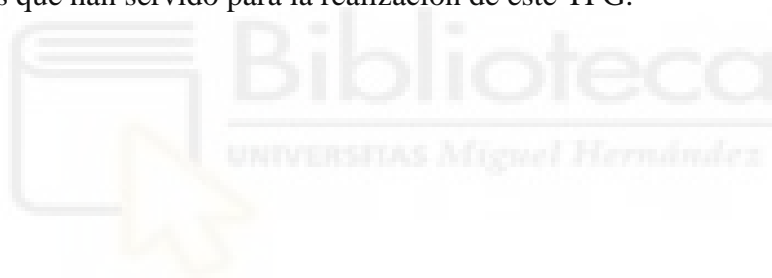 s que han servido para la realización de este TFG.
Biblioteca
UNIVERSITAS Miguel Hernández